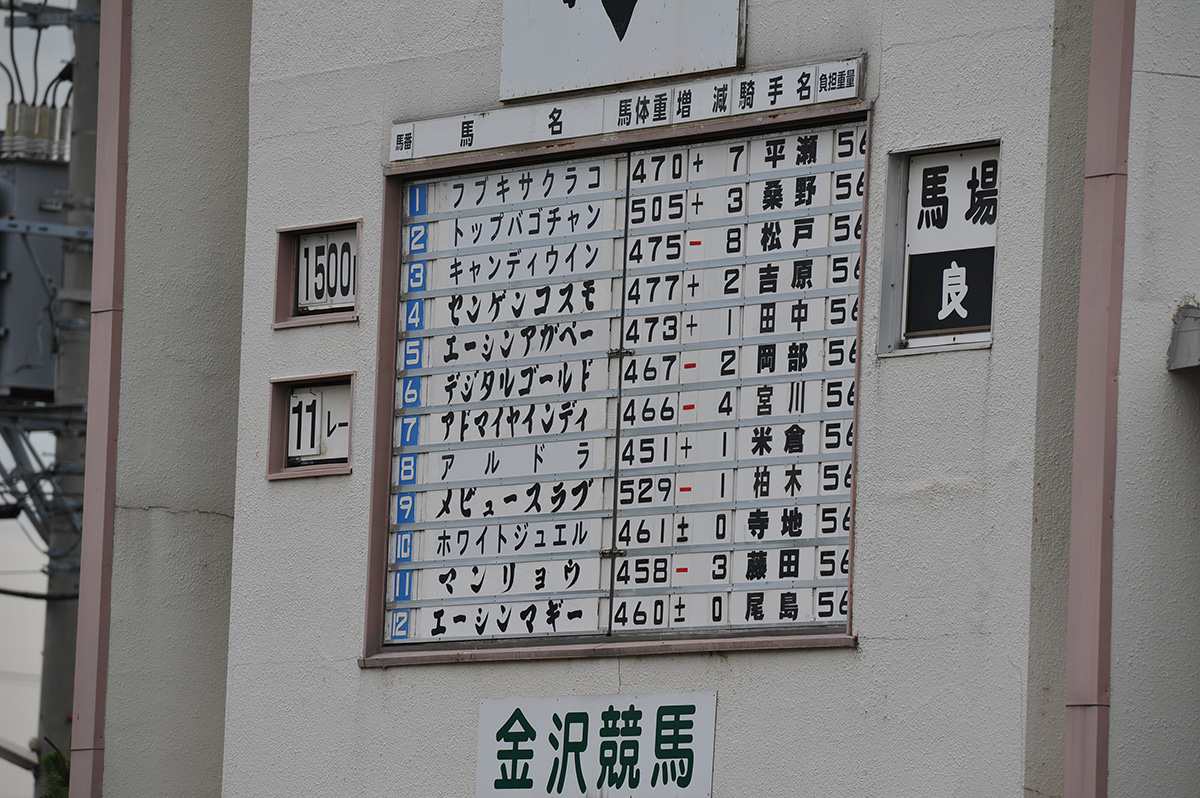 馬番 馬名 馬体重 増減 騎手名 負担重量
1 フブキサクラコ 470 + 7 平瀬 56
2 トップバゴチャン 505 + 3 桑野 56
3 キャンディウイン 475 - 8 松戸 56
4 センゲンコスモ 477 + 2 吉原 56
5 エーシンアガペー 473 + 1 田中 56
6 デジタルゴールド 467 - 2 岡部 56
7 アドマイヤインディ 466 - 4 宮川 56
8 アルドラ 451 + 1 米倉 56
9 メビュースラブ 529 - 1 柏木 56
10 ホワイトジュエル 461 ± 0 寺地 56
11 マンリョウ 458 - 3 藤田 56
12 エーシンマギー 460 ± 0 尾島 56
1500
11 レー
馬場
良
金沢競馬